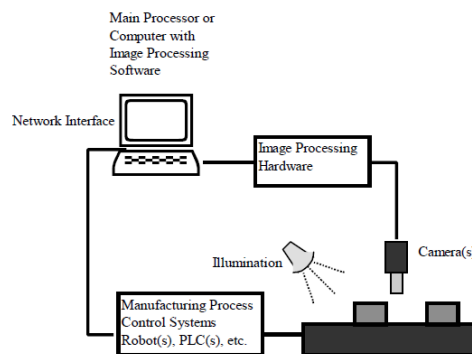 Main Processor or
Computer with
Image Processing
Software
Network Interface
Image Processing
Hardware
Illumination
Camera(s)
Manufacturing Process
Control Systems
Robot(s), PLC(s), etc.